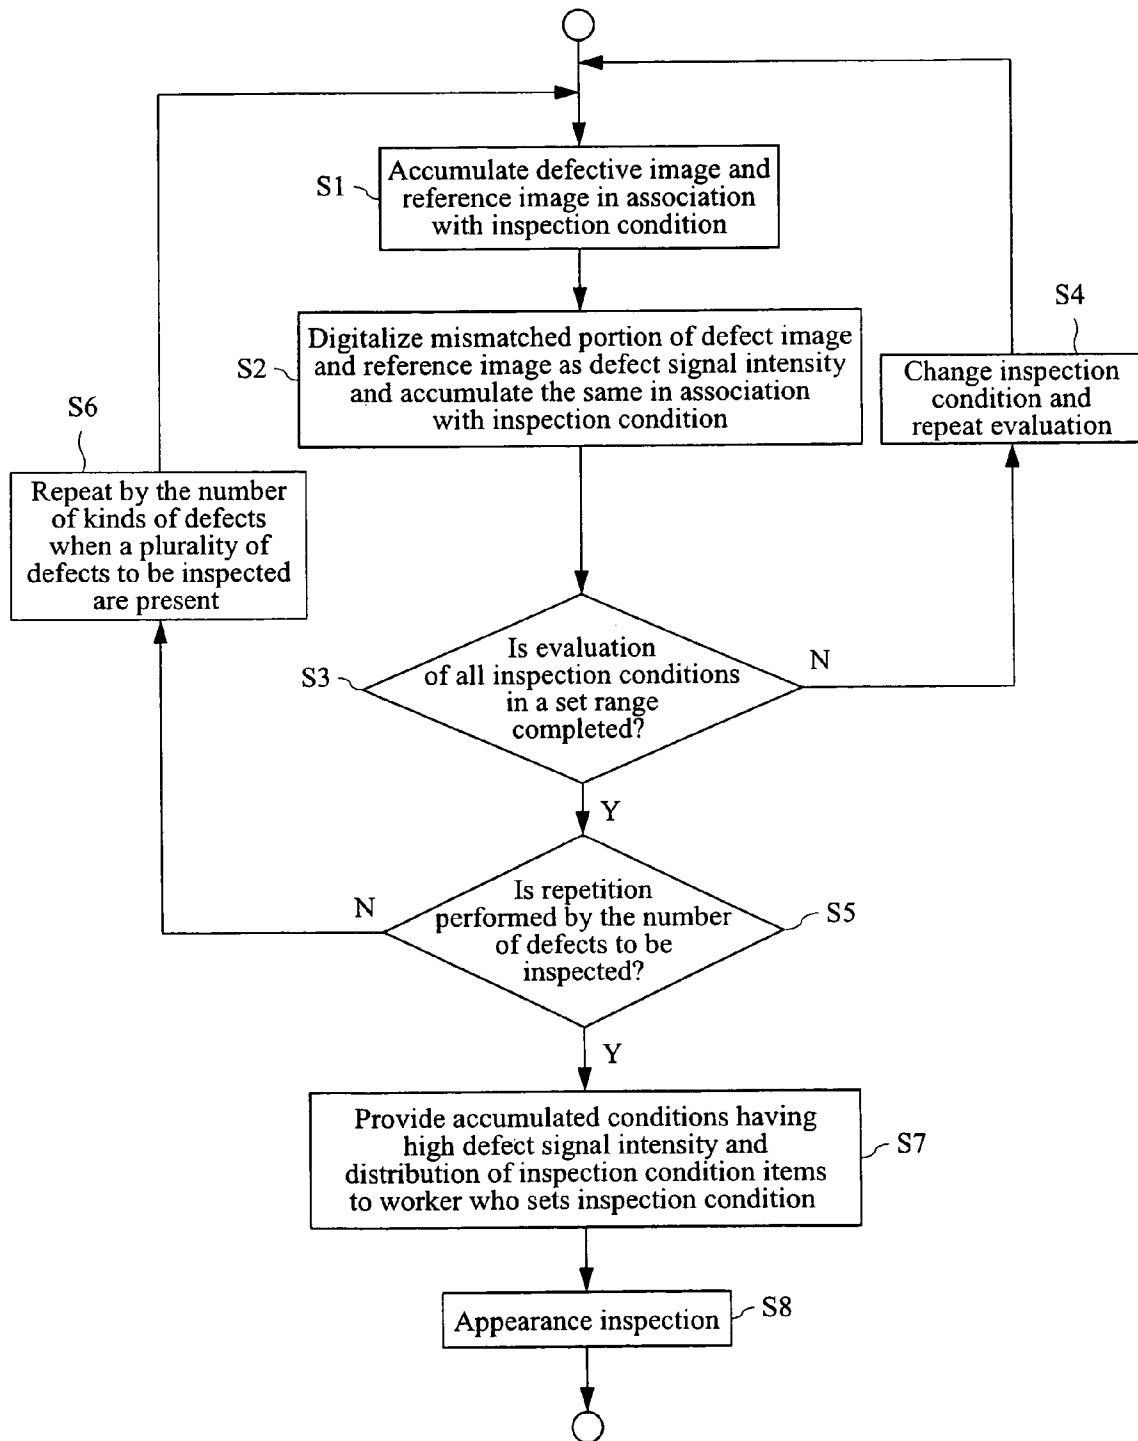 S1
Accumulate defective image and
reference image in association
with inspection condition
S2
Digitalize mismatched portion of defect image
and reference image as defect signal intensity
and accumulate the same in association
with inspection condition
S4
Change inspection
condition and
repeat evaluation
S6
Repeat by the number
of kinds of defects
when a plurality of
defects to be inspected
are present
S3
Is evaluation
of all inspection conditions
in a set range
completed?
N
Y
Is repetition
performed by the number
of defects to be
inspected?
S5
N
Y
Provide accumulated conditions having
high defect signal intensity and
distribution of inspection condition items
to worker who sets inspection condition
S7
Appearance inspection
S8